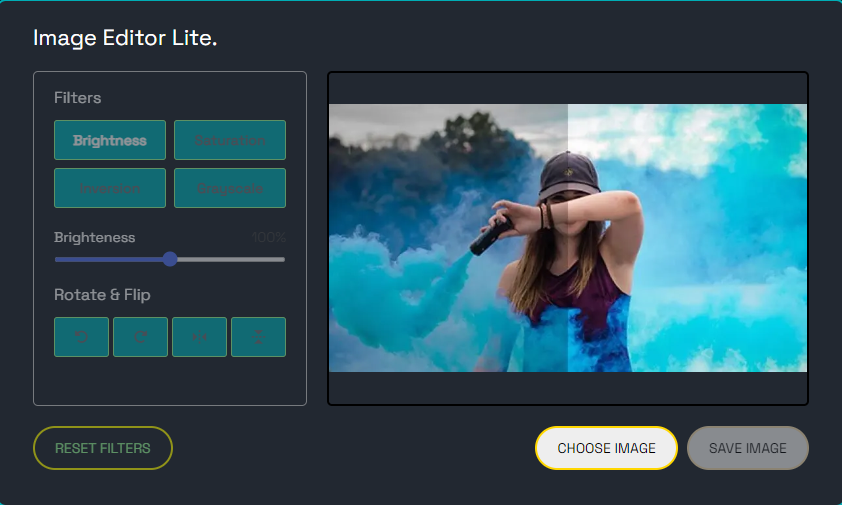 Image Editor Lite.
Filters
Brightness
Saturation
Inversion
Grayscale
Brighteness
100%
Rotate & Flip
RESET FILTERS
CHOOSE IMAGE
SAVE IMAGE